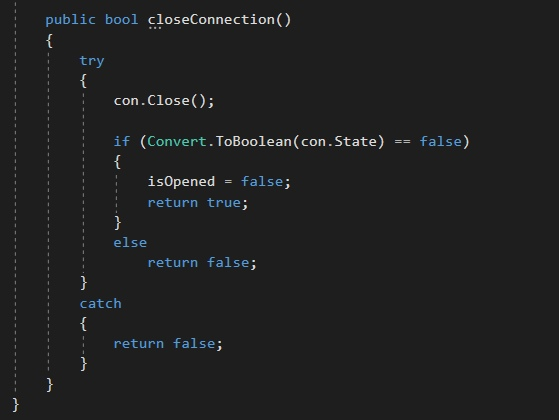 public bool closeConnection()
{
try
{
con.Close();
if (Convert.ToBoolean(con.State) == false)
{
isOpened = false;
return true;
}
else
return false;
}
catch
{
return false;
}
}
}